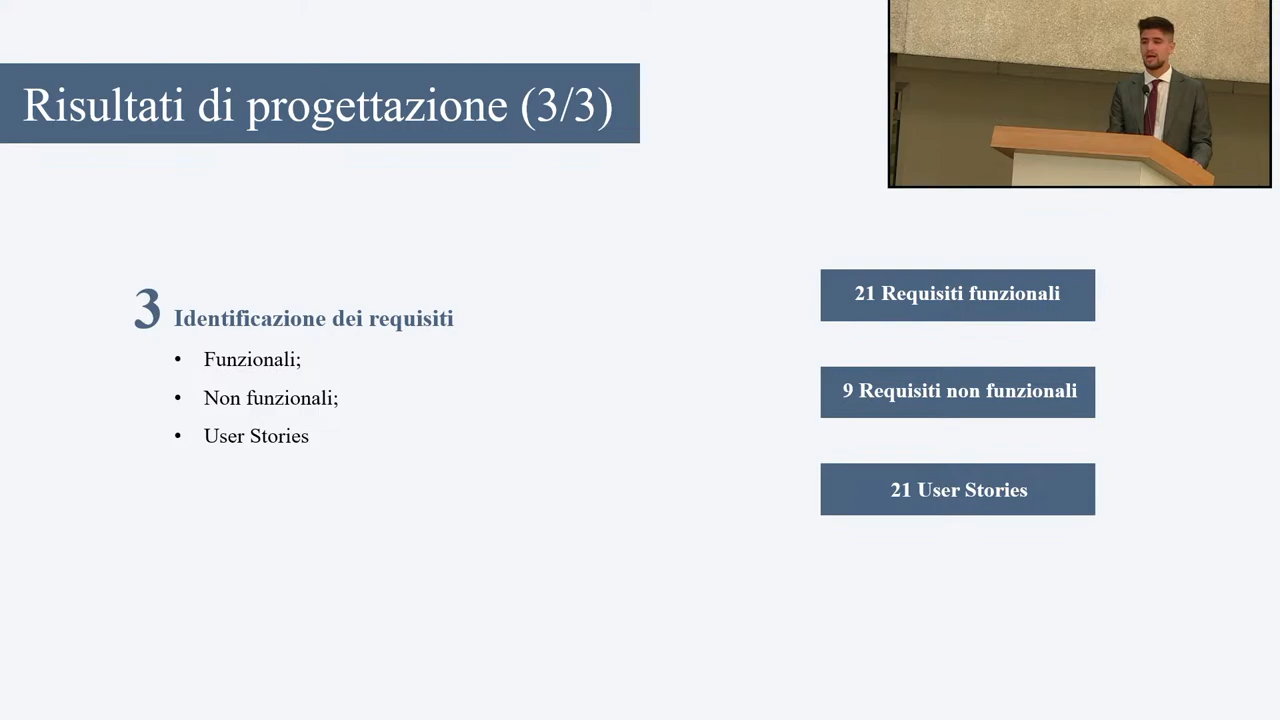 Risultati di progettazione (3/3)
3 Identificazione dei requisiti
• Funzionali;
• Non funzionali;
• User Stories
21 Requisiti funzionali
9 Requisiti non funzionali
21 User Stories